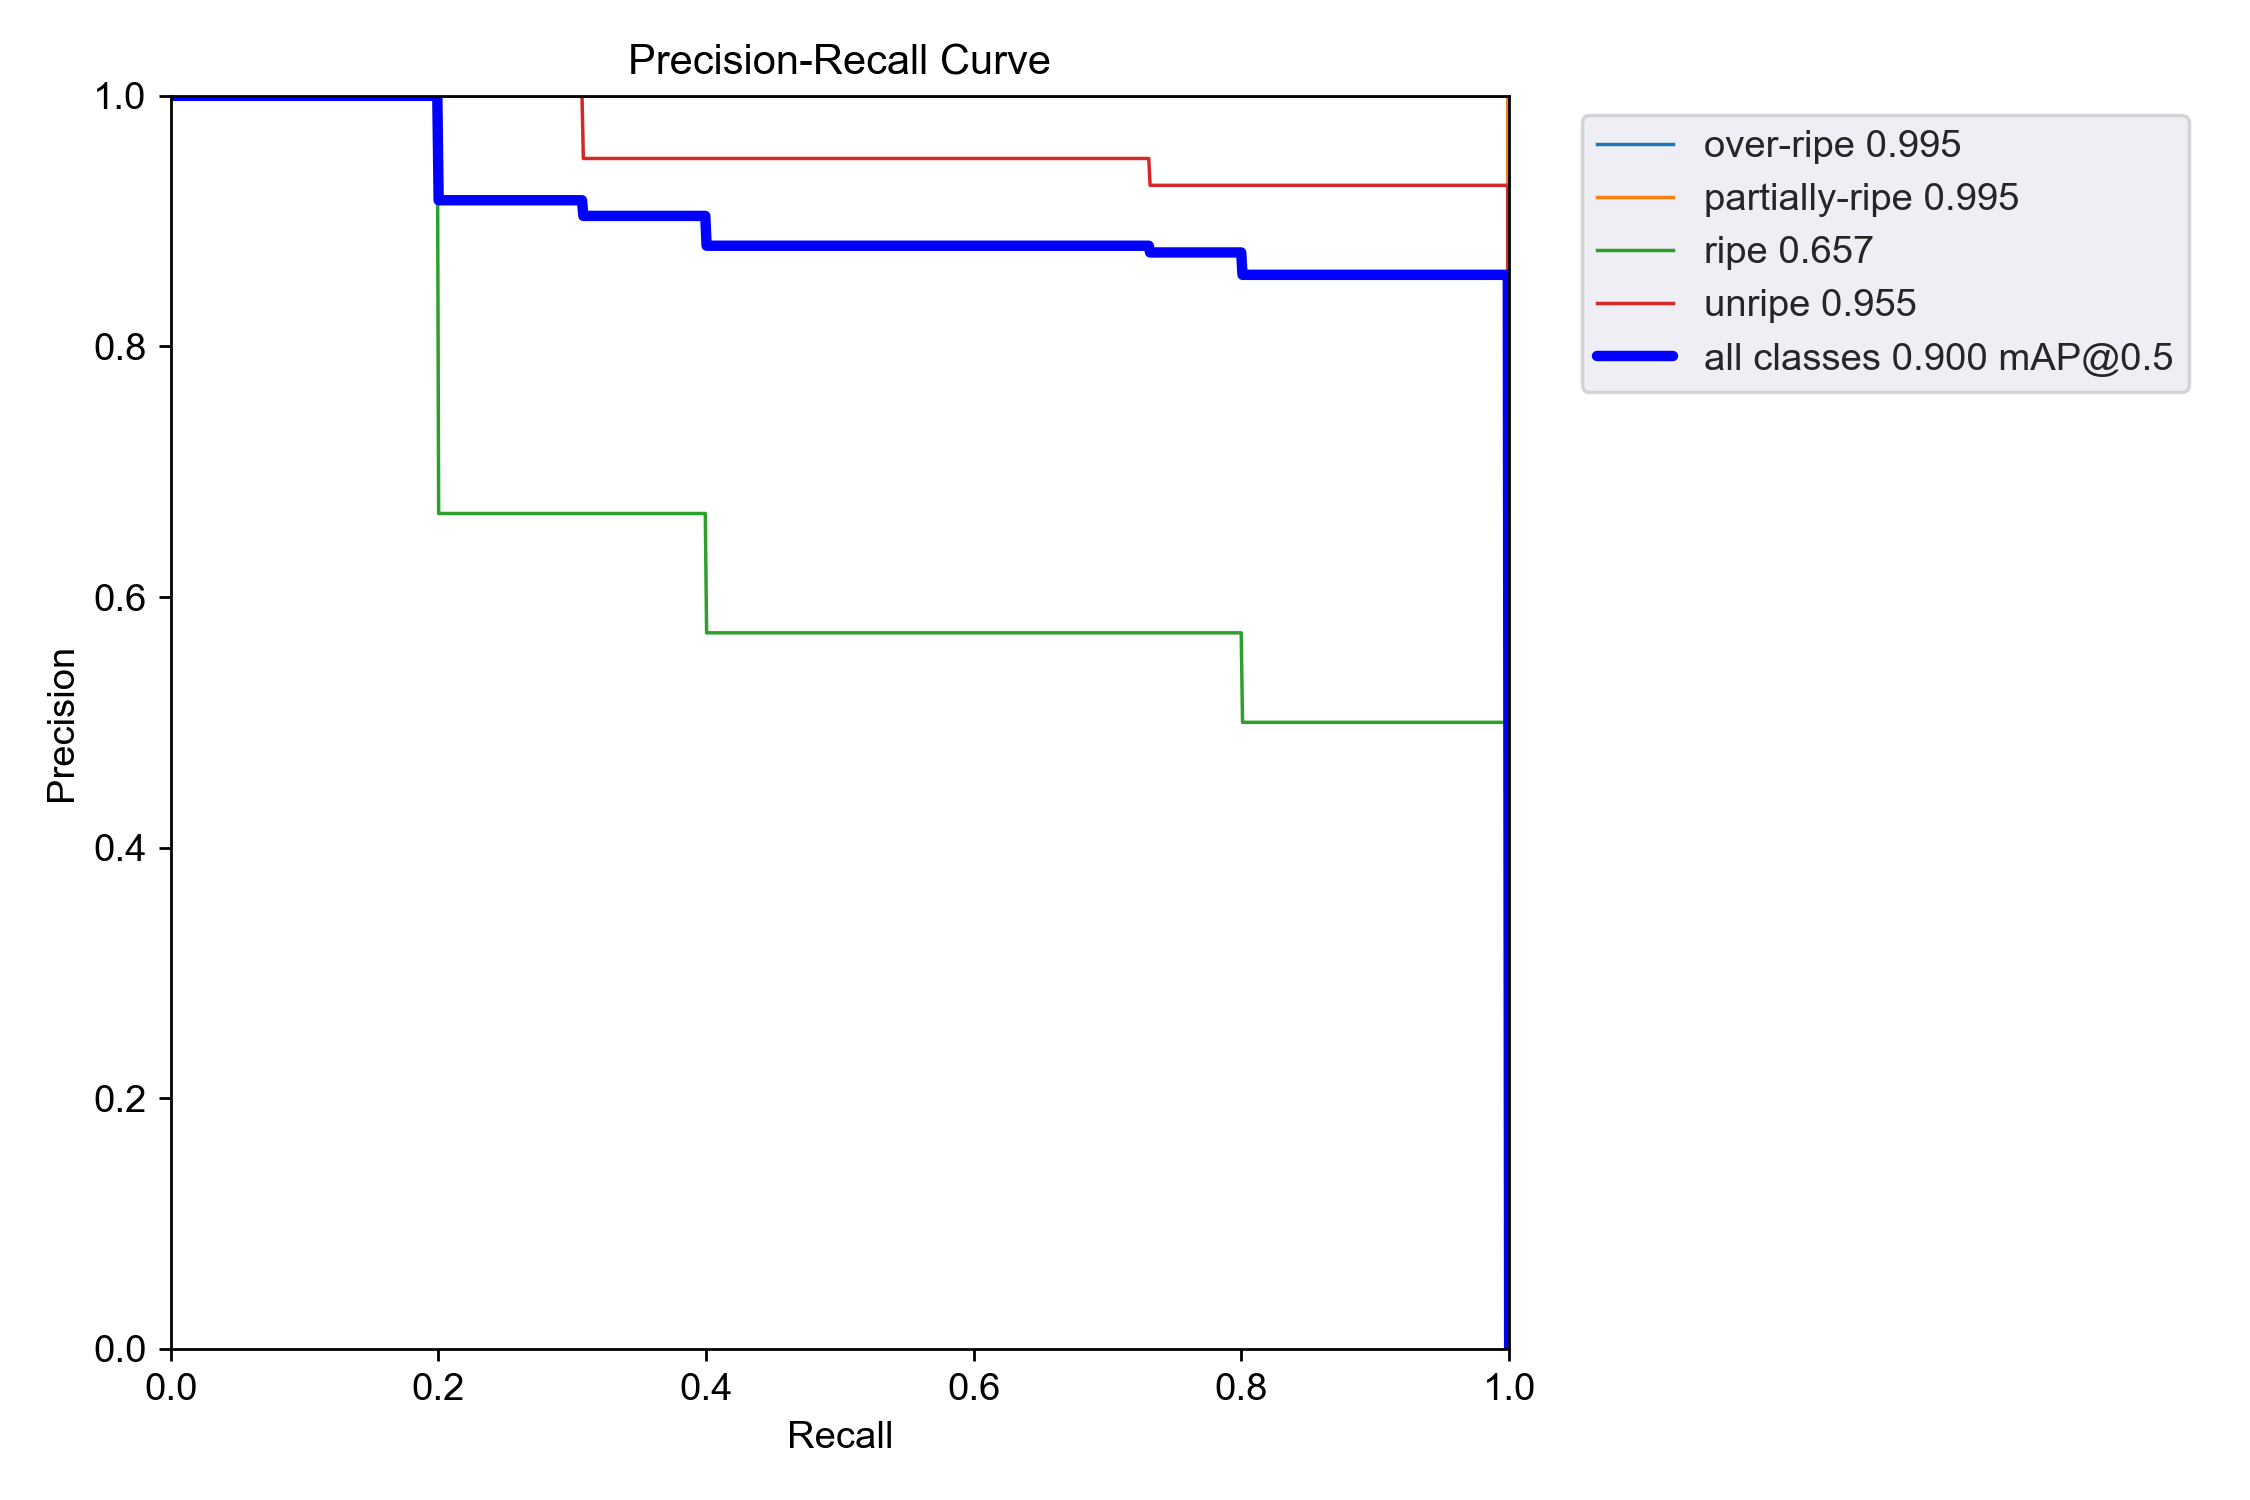 Precision-Recall Curve
1.0
0.8
0.6
0.4
0.2
0.0
Precision
0.0 0.2 0.4 0.6 0.8 1.0
Recall
over-ripe 0.995
partially-ripe 0.995
ripe 0.657
unripe 0.955
all classes 0.900 mAP@0.5